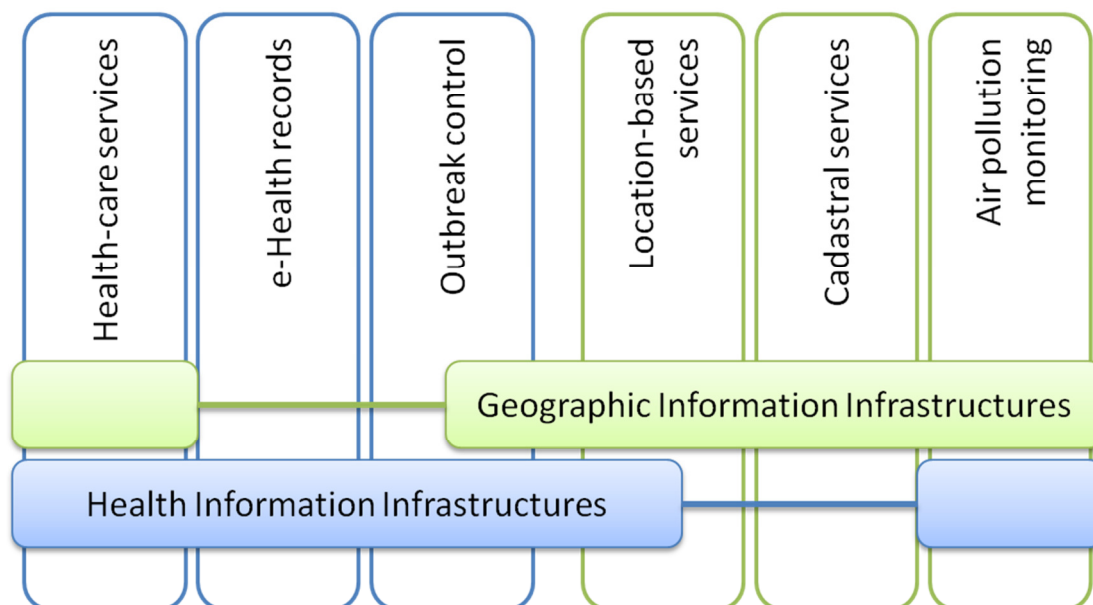 Health-care services
e-Health records
Outbreak control
Location-based
services
Cadastral services
Air pollution
monitoring
Geographic Information Infrastructures
Health Information Infrastructures